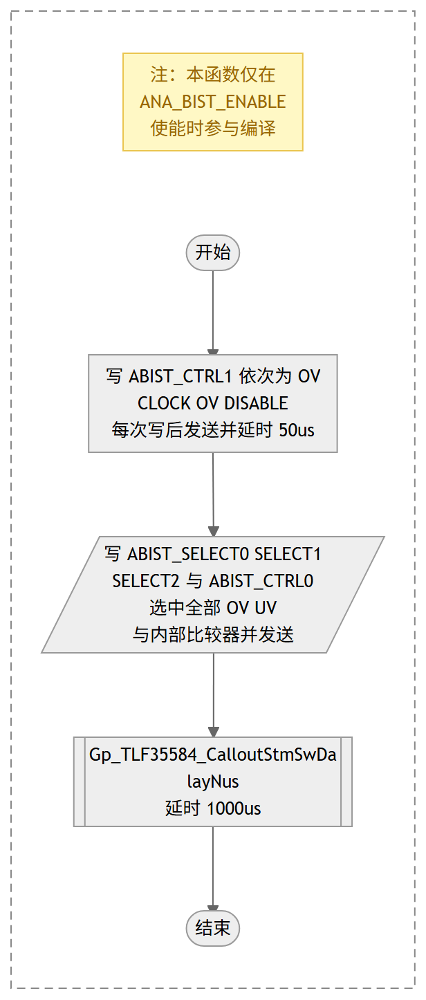 注：本函数仅在
ANA_BIST_ENABLE
使能时参与编译
开始
写 ABIST_CTRL1 依次为 OV
CLOCK OV DISABLE
每次写后发送并延时 50us
写 ABIST_SELECT0 SELECT1
SELECT2 与 ABIST_CTRL0
选中全部 OV UV
与内部比较器并发送
Gp_TLF35584_CalloutStmSwDa
layNus
延时 1000us
结束